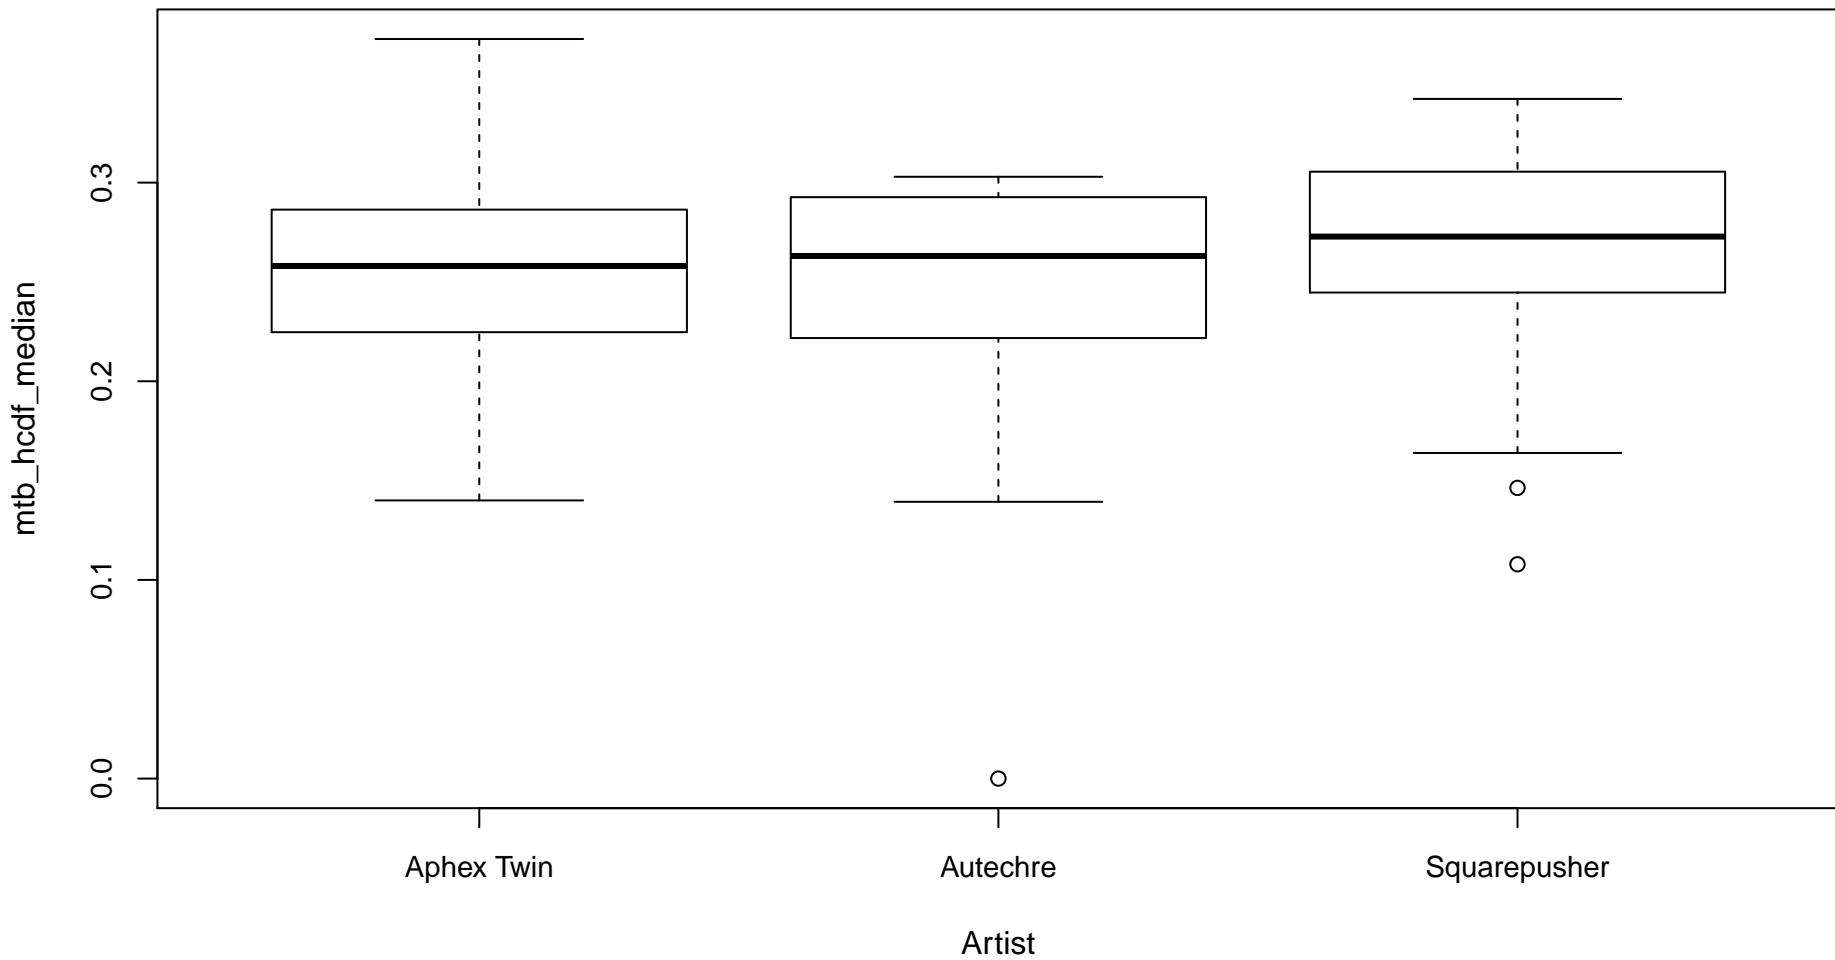 mtb_hcdf_median
0.3
0.2
0.1
0.0
Aphex Twin
Autechre
Squarepusher
Artist